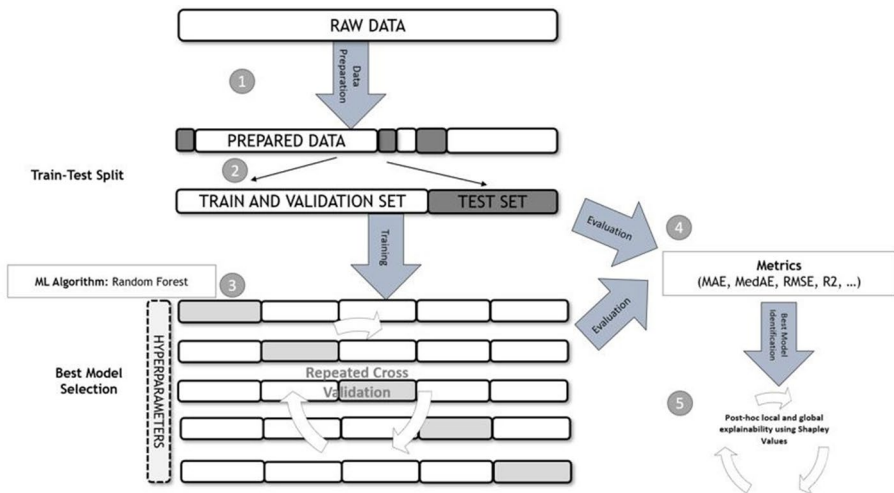 RAW DATA
Data
Preparation
1
PREPARED DATA
2
Train-Test Split
TRAIN AND VALIDATION SET
TEST SET
Training
Evaluation
4
ML Algorithm: Random Forest
3
Metrics
(MAE, MedAE, RMSE, R2, ...)
Evaluation
HYPERPARAMETERS
Best Model
Selection
Repeated Cross
Validation
Best Model
Identification
5
Post-hoc local and global
explainability using Shapley
Values